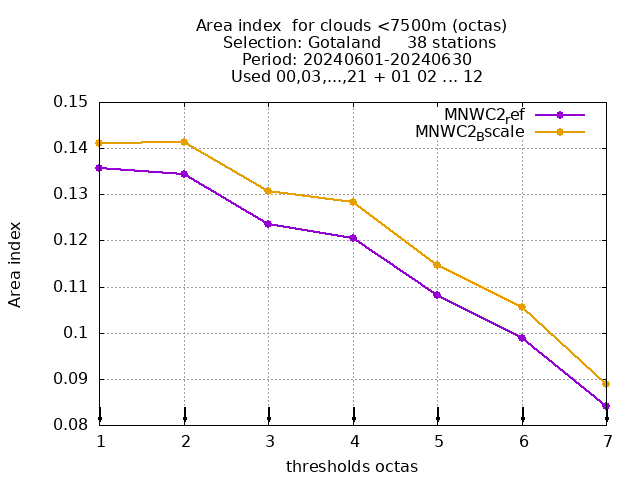 Area index  for clouds <7500m (octas)
Selection: Gotaland     38 stations
Period: 20240601-20240630
Used 00,03,...,21 + 01 02 ... 12
MNWC2ref
MNWC2Bscale
0.15
0.14
0.13
0.12
0.11
0.1
0.09
0.08
Area index
1 2 3 4 5 6 7
thresholds octas